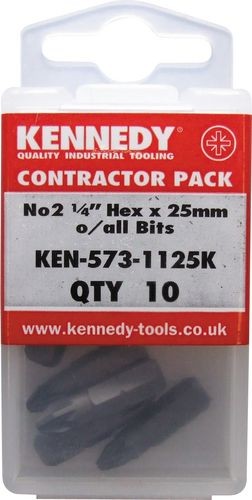 KENNEDY
QUALITY INDUSTRIAL TOOLING
CONTRACTOR PACK
No2 ¼" Hex x 25mm
o/all Bits
KEN-573-1125K
QTY 10
www.kennedy-tools.co.uk